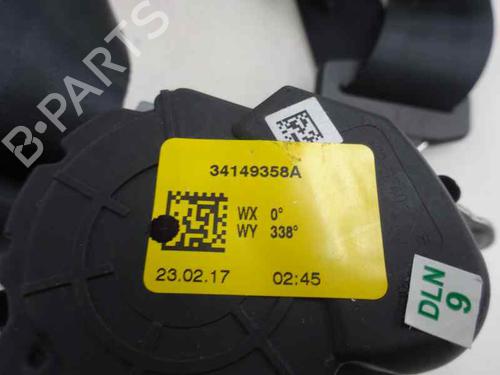 B-PARTS
34149358A
WX 0°
WY 338°
23.02.17 02:45
DLN
9